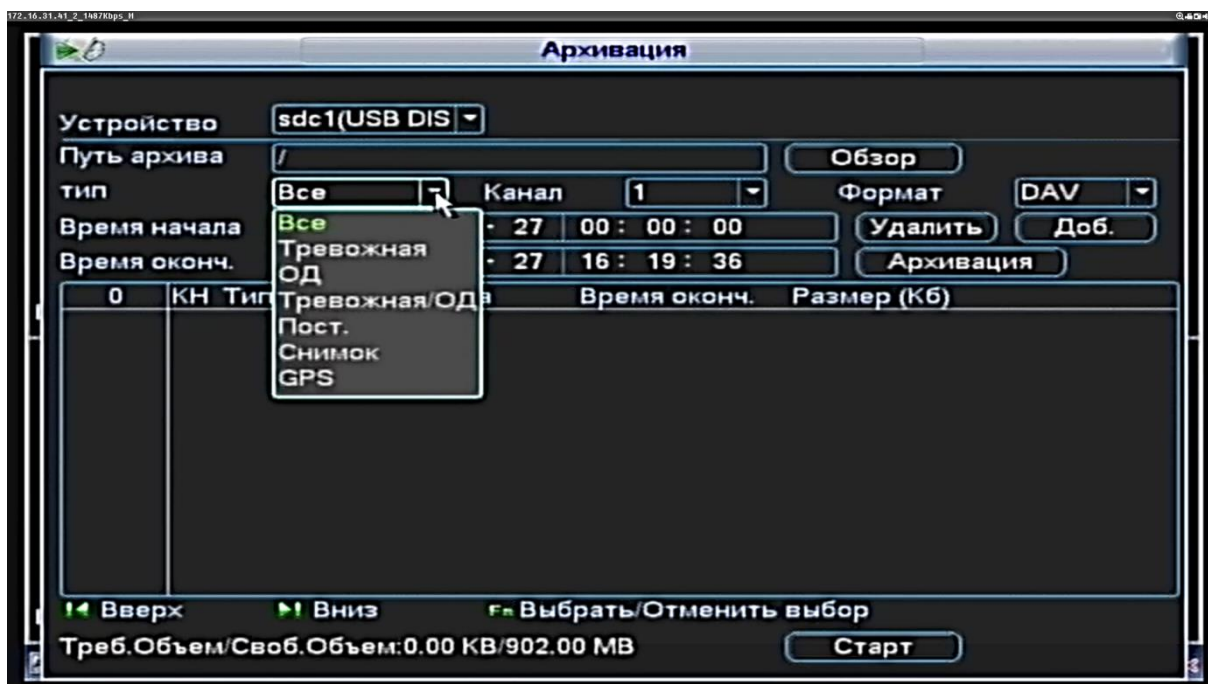 172.16.31.41_2_1487Kbps_M
Архивация
Устройство sdc1(USB DIS
Путь архива / Обзор
тип Все Канал 1 Формат DAV
Время начала - 27 00 : 00 : 00 Удалить Доб.
Время оконч. - 27 16 : 19 : 36 Архивация
Все
Тревожная
ОД
Тревожная/ОД
Пост.
Снимок
GPS
0 КН Тип Время оконч. Размер (Кб)
Вверх Вниз Fn Выбрать/Отменить выбор
Треб.Объем/Своб.Объем:0.00 KB/902.00 MB Старт